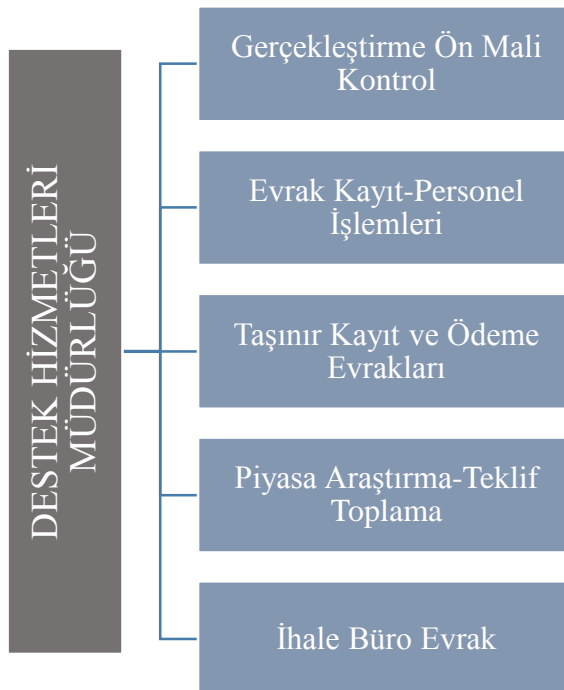 DESTEK HİZMETLERİ
MÜDÜRLÜĞÜ
Gerçekleştirme Ön Mali
Kontrol
Evrak Kayıt-Personel
İşlemleri
Taşınır Kayıt ve Ödeme
Evrakları
Piyasa Araştırma-Teklif
Toplama
İhale Büro Evrak